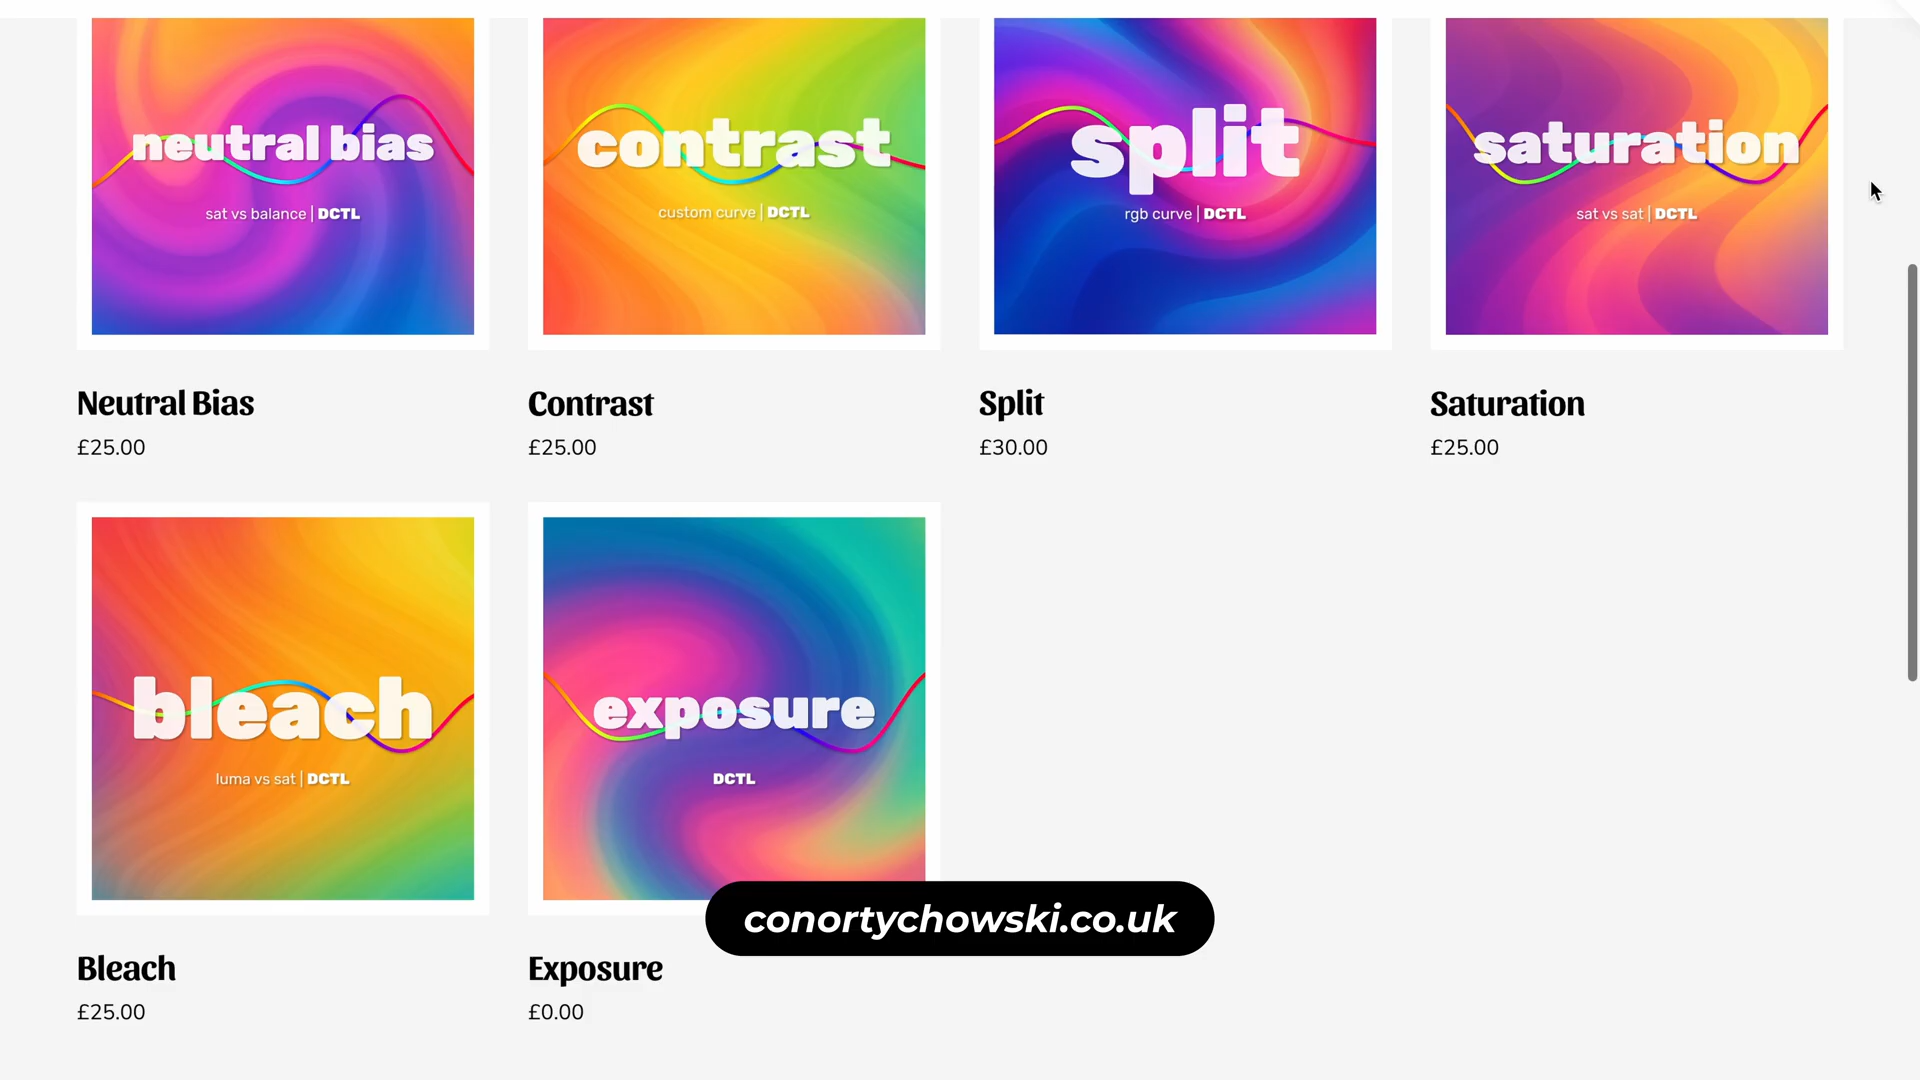 neutral bias
sat vs balance | DCTL
contrast
custom curve | DCTL
split
rgb curve | DCTL
saturation
sat vs sat | DCTL
Neutral Bias
£25.00
Contrast
£25.00
Split
£30.00
Saturation
£25.00
bleach
luma vs sat | DCTL
exposure
DCTL
conortychowski.co.uk
Bleach
£25.00
Exposure
£0.00